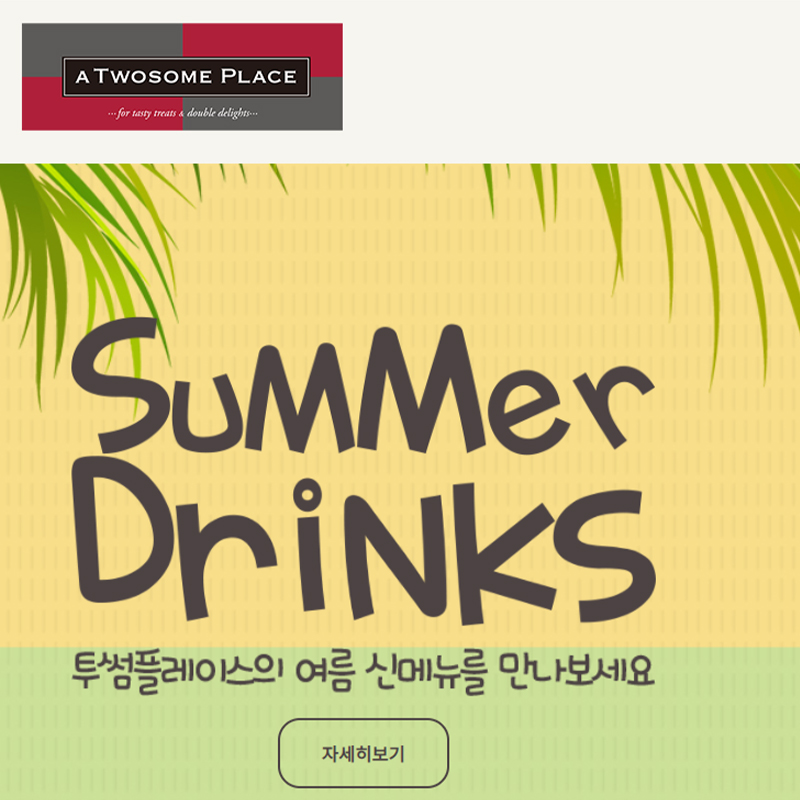 A TWOSOME PLACE
···for tasty treats & double delights···
SuMMer
DriNKS
투썸플레이스의 여름 신메뉴를 만나보세요
자세히보기